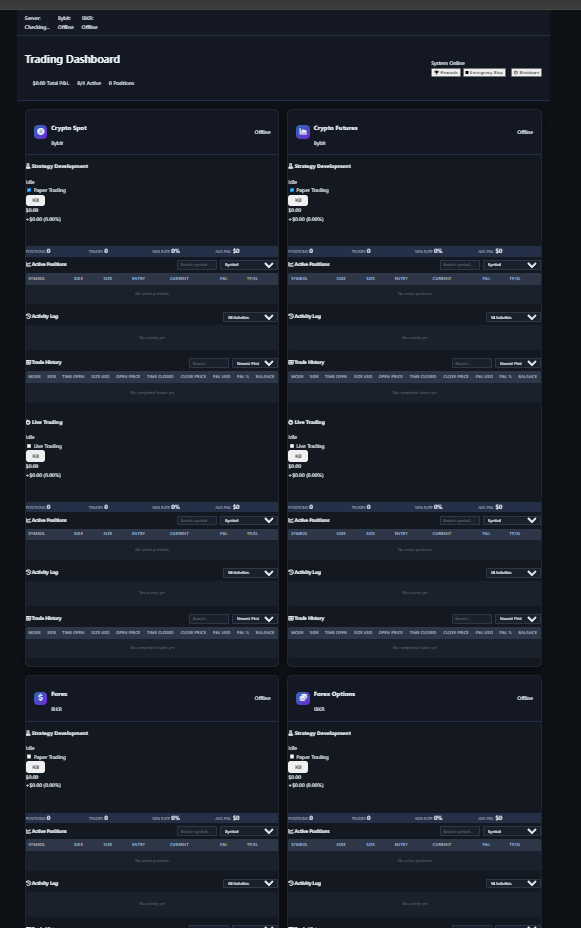 Server: Bybit: IBKR:
Checking... Offline Offline
Trading Dashboard
System Online
$0.00 Total P&L 0/4 Active 0 Positions
Rewards Emergency Stop Shutdown
Crypto Spot Offline
Bybit
Strategy Development
Idle
Paper Trading
Kill
$0.00
+$0.00 (0.00%)
POSITIONS 0 TRADES 0 WIN RATE 0% AVG P&L $0
Active Positions Search symbol... Symbol
SYMBOL SIDE SIZE ENTRY CURRENT P&L TP/SL
No active positions
Activity Log All Activities
No activity yet
Trade History Search... Newest First
MODE SIDE TIME OPEN SIZE USD OPEN PRICE TIME CLOSED CLOSE PRICE P&L USD P&L % BALANCE
No completed trades yet
Live Trading
Idle
Live Trading
Kill
$0.00
+$0.00 (0.00%)
POSITIONS 0 TRADES 0 WIN RATE 0% AVG P&L $0
Active Positions Search symbol... Symbol
SYMBOL SIDE SIZE ENTRY CURRENT P&L TP/SL
No active positions
Activity Log All Activities
No activity yet
Trade History Search... Newest First
MODE SIDE TIME OPEN SIZE USD OPEN PRICE TIME CLOSED CLOSE PRICE P&L USD P&L % BALANCE
No completed trades yet
Crypto Futures Offline
Bybit
Strategy Development
Idle
Paper Trading
Kill
$0.00
+$0.00 (0.00%)
POSITIONS 0 TRADES 0 WIN RATE 0% AVG P&L $0
Active Positions Search symbol... Symbol
SYMBOL SIDE SIZE ENTRY CURRENT P&L TP/SL
No active positions
Activity Log All Activities
No activity yet
Trade History Search... Newest First
MODE SIDE TIME OPEN SIZE USD OPEN PRICE TIME CLOSED CLOSE PRICE P&L USD P&L % BALANCE
No completed trades yet
Live Trading
Idle
Live Trading
Kill
$0.00
+$0.00 (0.00%)
POSITIONS 0 TRADES 0 WIN RATE 0% AVG P&L $0
Active Positions Search symbol... Symbol
SYMBOL SIDE SIZE ENTRY CURRENT P&L TP/SL
No active positions
Activity Log All Activities
No activity yet
Trade History Search... Newest First
MODE SIDE TIME OPEN SIZE USD OPEN PRICE TIME CLOSED CLOSE PRICE P&L USD P&L % BALANCE
No completed trades yet
Forex Offline
IBKR
Strategy Development
Idle
Paper Trading
Kill
$0.00
+$0.00 (0.00%)
POSITIONS 0 TRADES 0 WIN RATE 0% AVG P&L $0
Active Positions Search symbol... Symbol
SYMBOL SIDE SIZE ENTRY CURRENT P&L TP/SL
No active positions
Activity Log All Activities
No activity yet
Forex Options Offline
IBKR
Strategy Development
Idle
Paper Trading
Kill
$0.00
+$0.00 (0.00%)
POSITIONS 0 TRADES 0 WIN RATE 0% AVG P&L $0
Active Positions Search symbol... Symbol
SYMBOL SIDE SIZE ENTRY CURRENT P&L TP/SL
No active positions
Activity Log All Activities
No activity yet